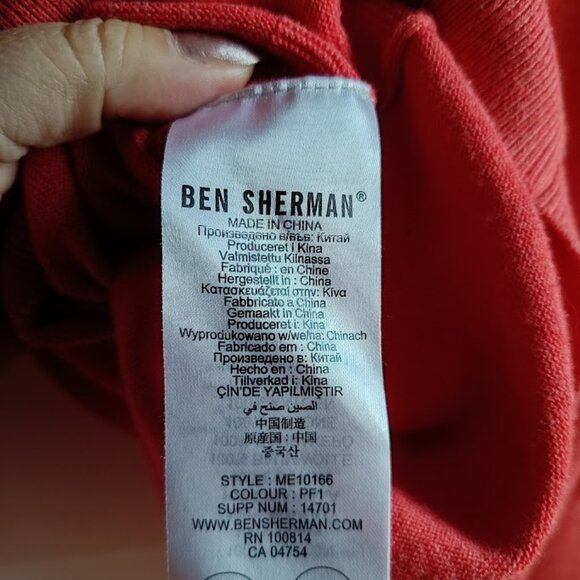 BEN SHERMAN®
MADE IN CHINA
Произведено в/във: Китай
Produceret i Kina
Valmistettu Kiinassa
Fabriqué : en Chine
Hergestellt in : China
Κατασκευάζεται στην: Κίνα
Fabbricato a China
Gemaakt in China
Produsert i: Kina
Wyprodukowano w/we/na: Chinach
Fabricado em : China
Произведено в: Китай
Hecho en : China
Tillverkad i: Kina
ÇİN'DE YAPILMIŞTIR
الصين صنع في
中国制造
原産国：中国
중국산
STYLE : ME10166
COLOUR : PF1
SUPP NUM : 14701
WWW.BENSHERMAN.COM
RN 100814
CA 04754